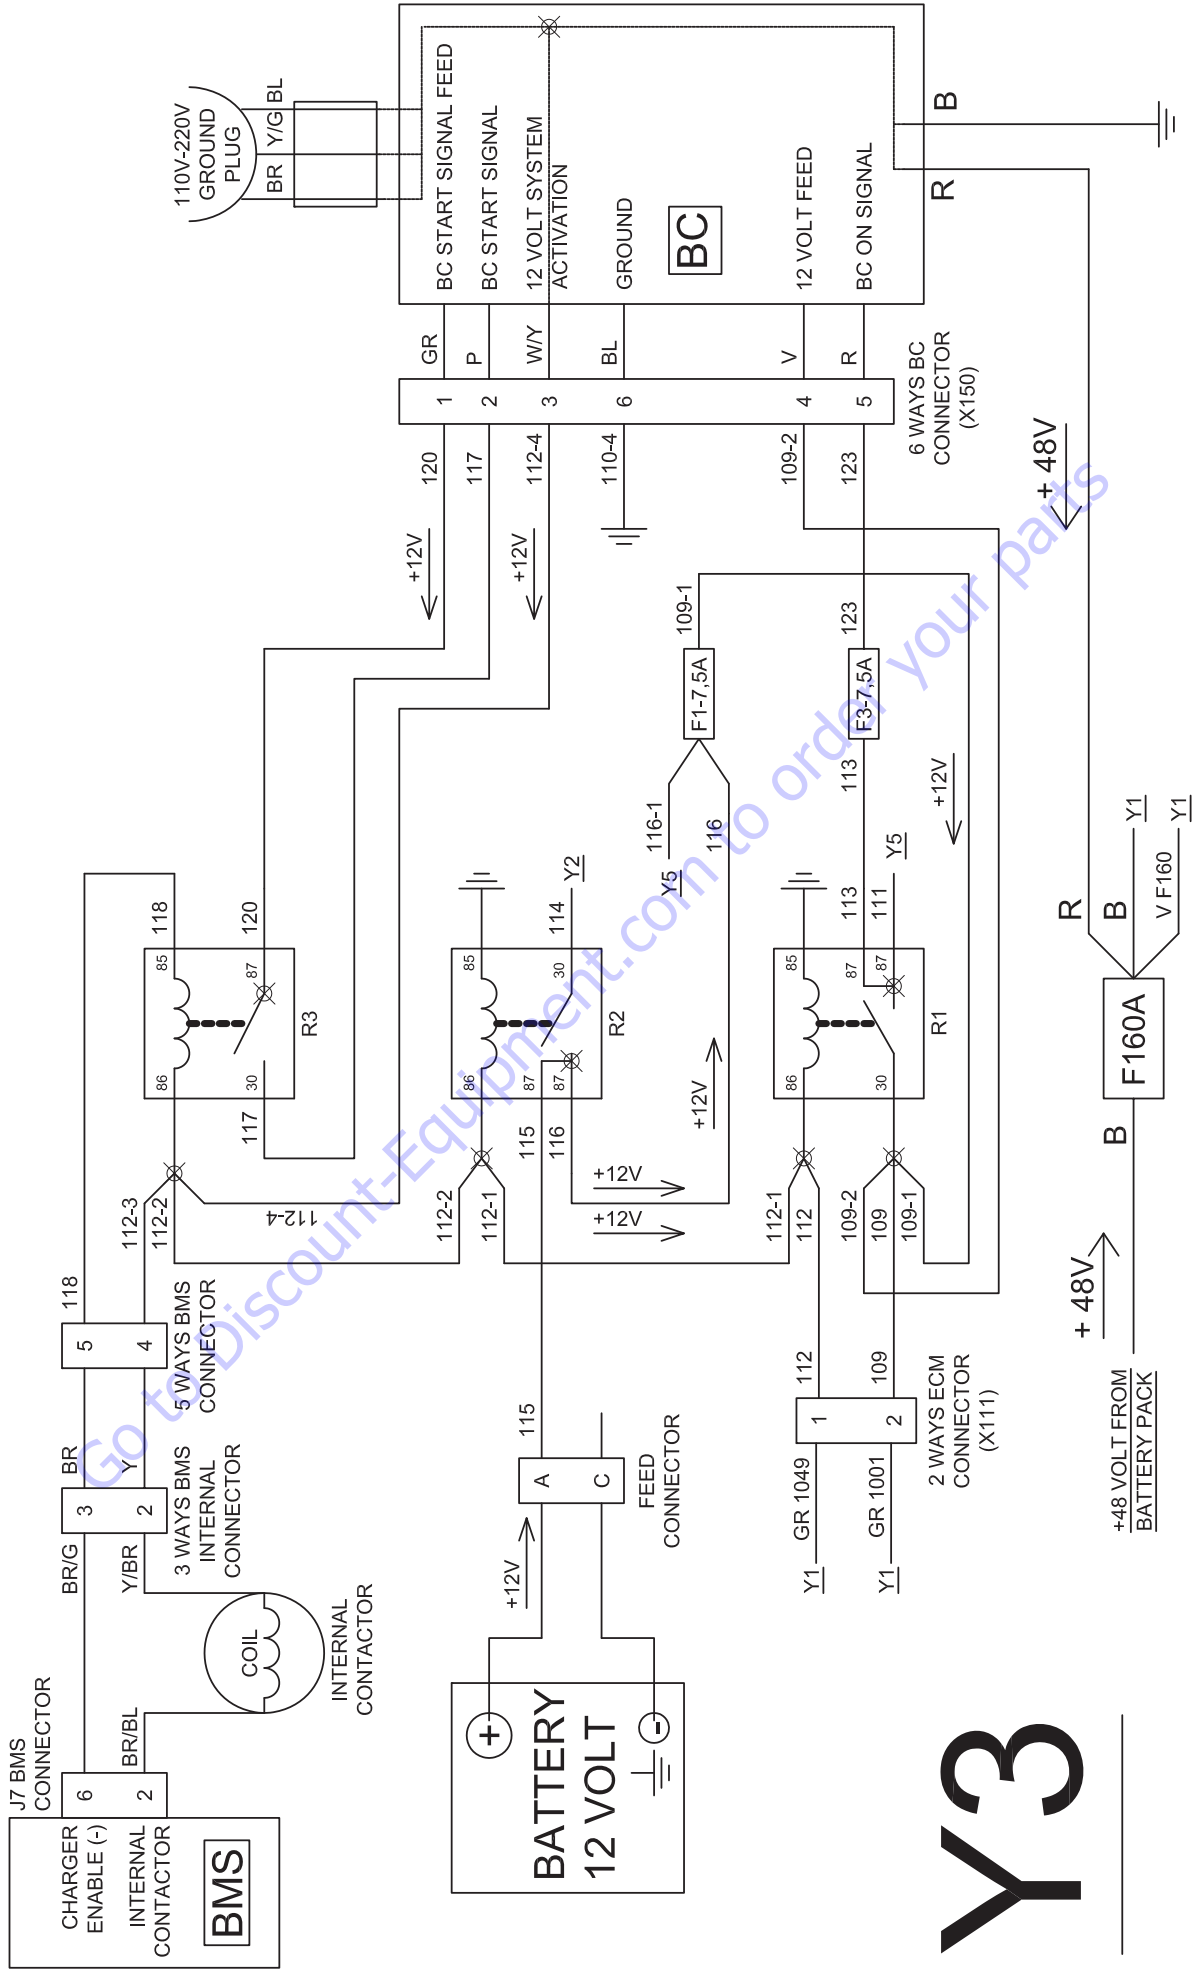 J7 BMS
CONNECTOR
CHARGER
ENABLE (-)
INTERNAL
CONTACTOR
BMS
6
2
BR/G
BR/BL
Y/BR
COIL
INTERNAL
CONTACTOR
3
2
3 WAYS BMS
INTERNAL
CONNECTOR
BR
Y
5
4
5 WAYS BMS
CONNECTOR
118
112-3
112-2
112-4
117
86
30
85
87
R3
118
120
110V-220V
GROUND
PLUG
BR
Y/G
BL
BC START SIGNAL FEED
BC START SIGNAL
12 VOLT SYSTEM
ACTIVATION
GROUND
BC
12 VOLT FEED
BC ON SIGNAL
GR
P
W/Y
BL
V
R
1
2
3
6
4
5
6 WAYS BC
CONNECTOR
(X150)
120
117
112-4
110-4
109-2
123
+12V
+12V
R
B
+ 48V
BATTERY
12 VOLT
+
-
+12V
A
C
FEED
CONNECTOR
115
112-2
112-1
115
116
86
87
87
85
30
R2
114
Y2
+12V
+12V
+12V
116-1
Y5
116
F1-7,5A
109-1
F3-7,5A
123
113
113
111
Y5
+12V
86
30
85
87
87
R1
112-1
112
109-2
109
109-1
112
109
1
2
2 WAYS ECM
CONNECTOR
(X111)
GR 1049
GR 1001
Y1
Y1
+48 VOLT FROM
BATTERY PACK
+ 48V
B
F160A
R
B
V F160
Y1
Y1
Y3
Go to Discount-Equipment.com to order your parts